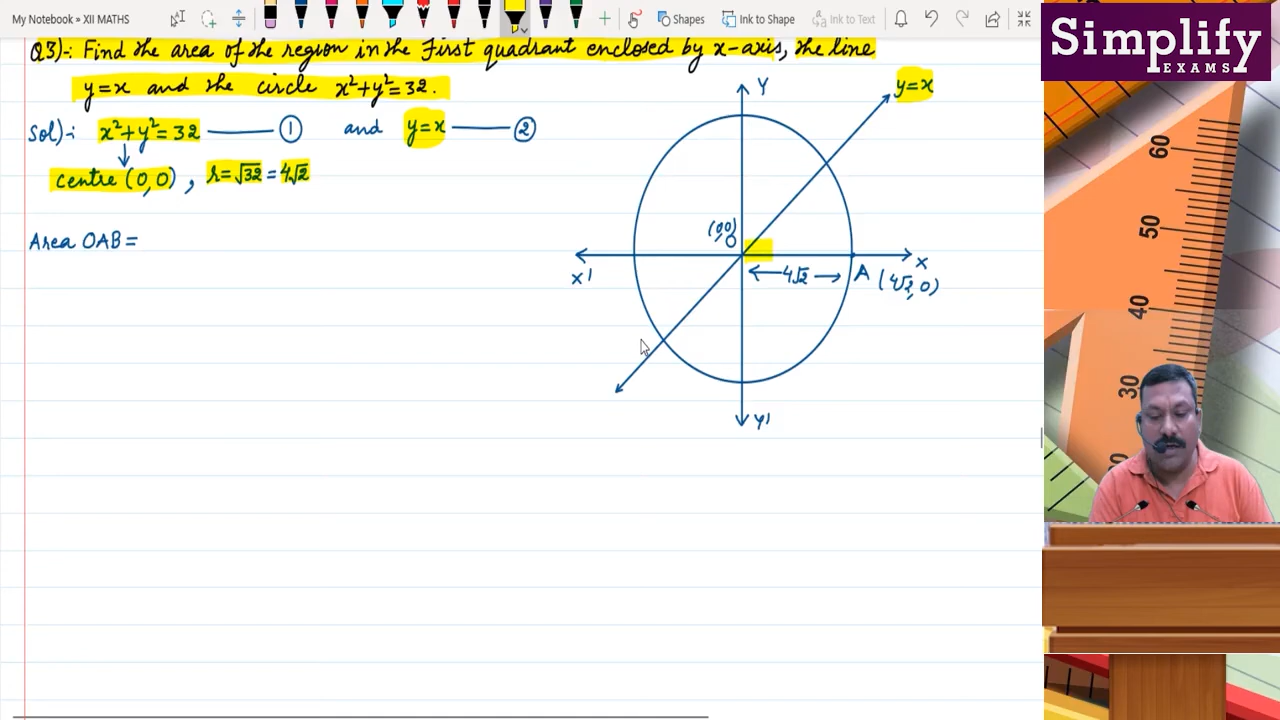 My Notebook » XII MATHS
Shapes
Ink to Shape
Ink to Text
Simplify
EXAMS
Q3):- Find the area of the region in the First quadrant enclosed by x-axis, the line
y=x and the circle x²+y²=32.
Sol):- x²+y²=32 ——— ① and y=x ——— ②
centre (0,0), r=√32=4√2
Area OAB=
Y
y=x
(0,0)
O
X'
4√2
A (4√2, 0)
X
Y'
60
50
40
30